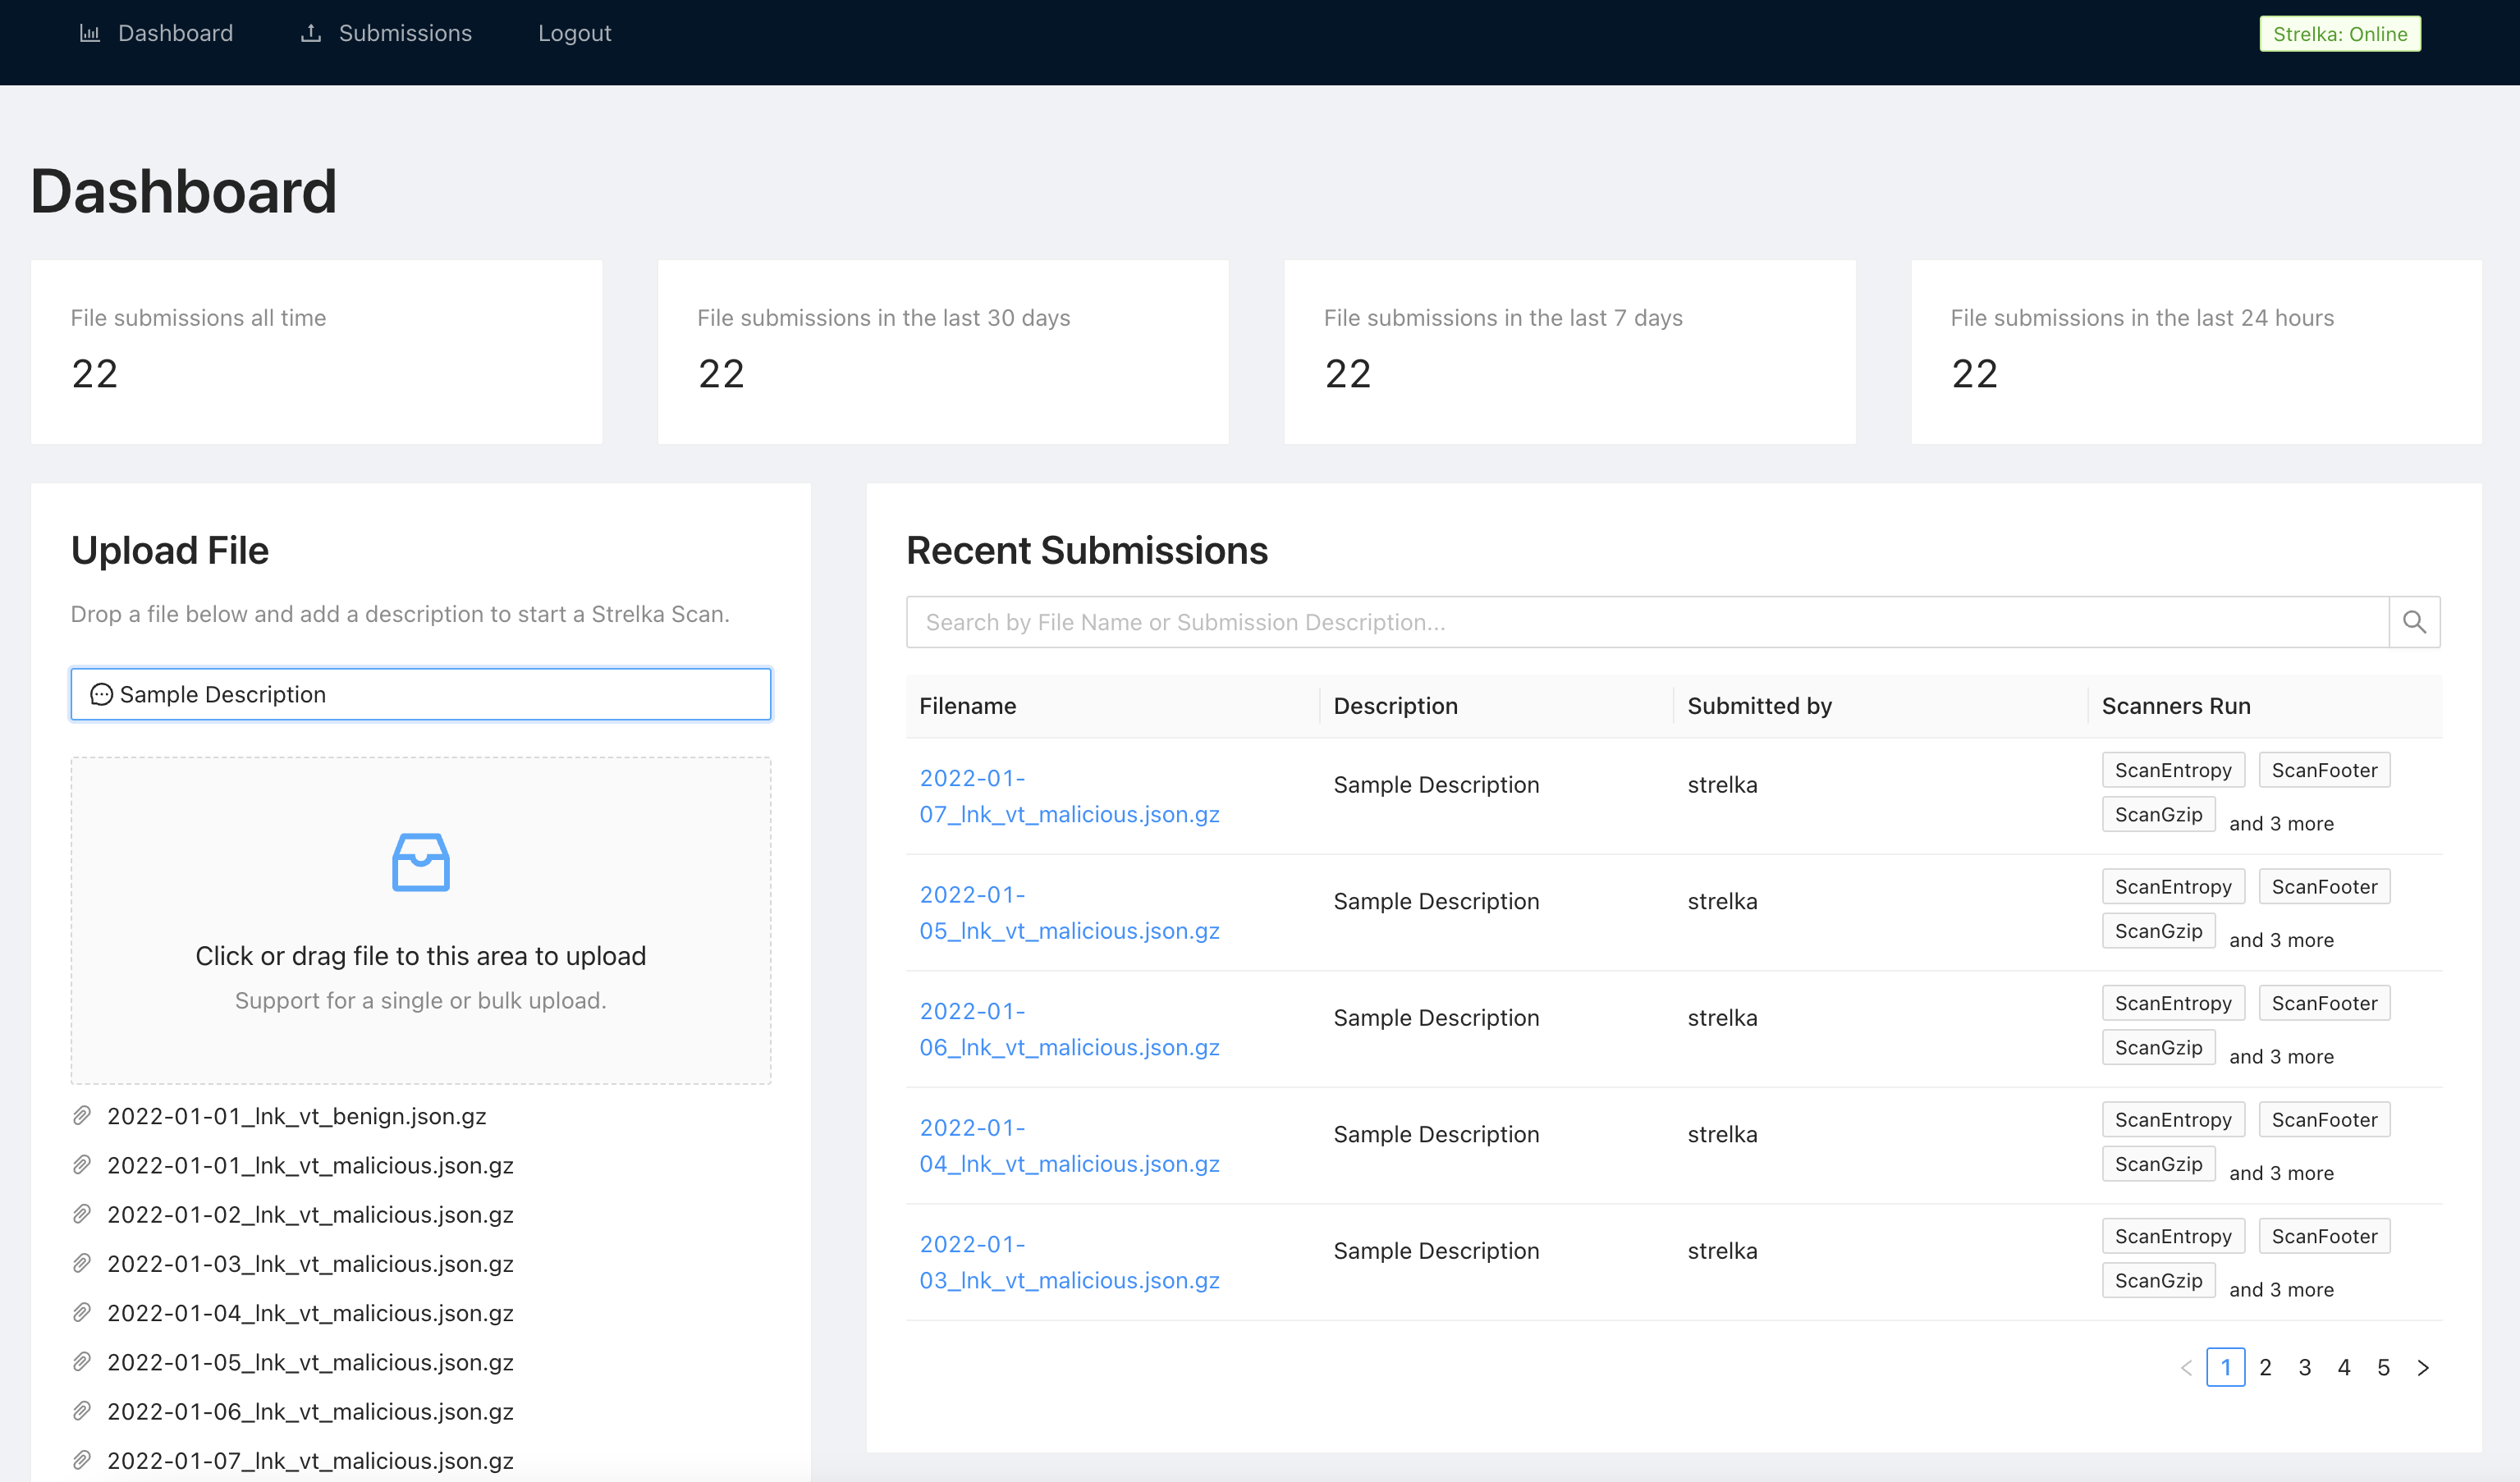 Dashboard
Submissions
Logout
Strelka: Online
Dashboard
File submissions all time
22
File submissions in the last 30 days
22
File submissions in the last 7 days
22
File submissions in the last 24 hours
22
Upload File
Drop a file below and add a description to start a Strelka Scan.
Sample Description
Click or drag file to this area to upload
Support for a single or bulk upload.
2022-01-01_lnk_vt_benign.json.gz
2022-01-01_lnk_vt_malicious.json.gz
2022-01-02_lnk_vt_malicious.json.gz
2022-01-03_lnk_vt_malicious.json.gz
2022-01-04_lnk_vt_malicious.json.gz
2022-01-05_lnk_vt_malicious.json.gz
2022-01-06_lnk_vt_malicious.json.gz
2022-01-07_lnk_vt_malicious.json.gz
Recent Submissions
Search by File Name or Submission Description...
Filename Description Submitted by Scanners Run
2022-01-
07_lnk_vt_malicious.json.gz
Sample Description
strelka
ScanEntropy ScanFooter
ScanGzip and 3 more
2022-01-
05_lnk_vt_malicious.json.gz
Sample Description
strelka
ScanEntropy ScanFooter
ScanGzip and 3 more
2022-01-
06_lnk_vt_malicious.json.gz
Sample Description
strelka
ScanEntropy ScanFooter
ScanGzip and 3 more
2022-01-
04_lnk_vt_malicious.json.gz
Sample Description
strelka
ScanEntropy ScanFooter
ScanGzip and 3 more
2022-01-
03_lnk_vt_malicious.json.gz
Sample Description
strelka
ScanEntropy ScanFooter
ScanGzip and 3 more
< 1 2 3 4 5 >